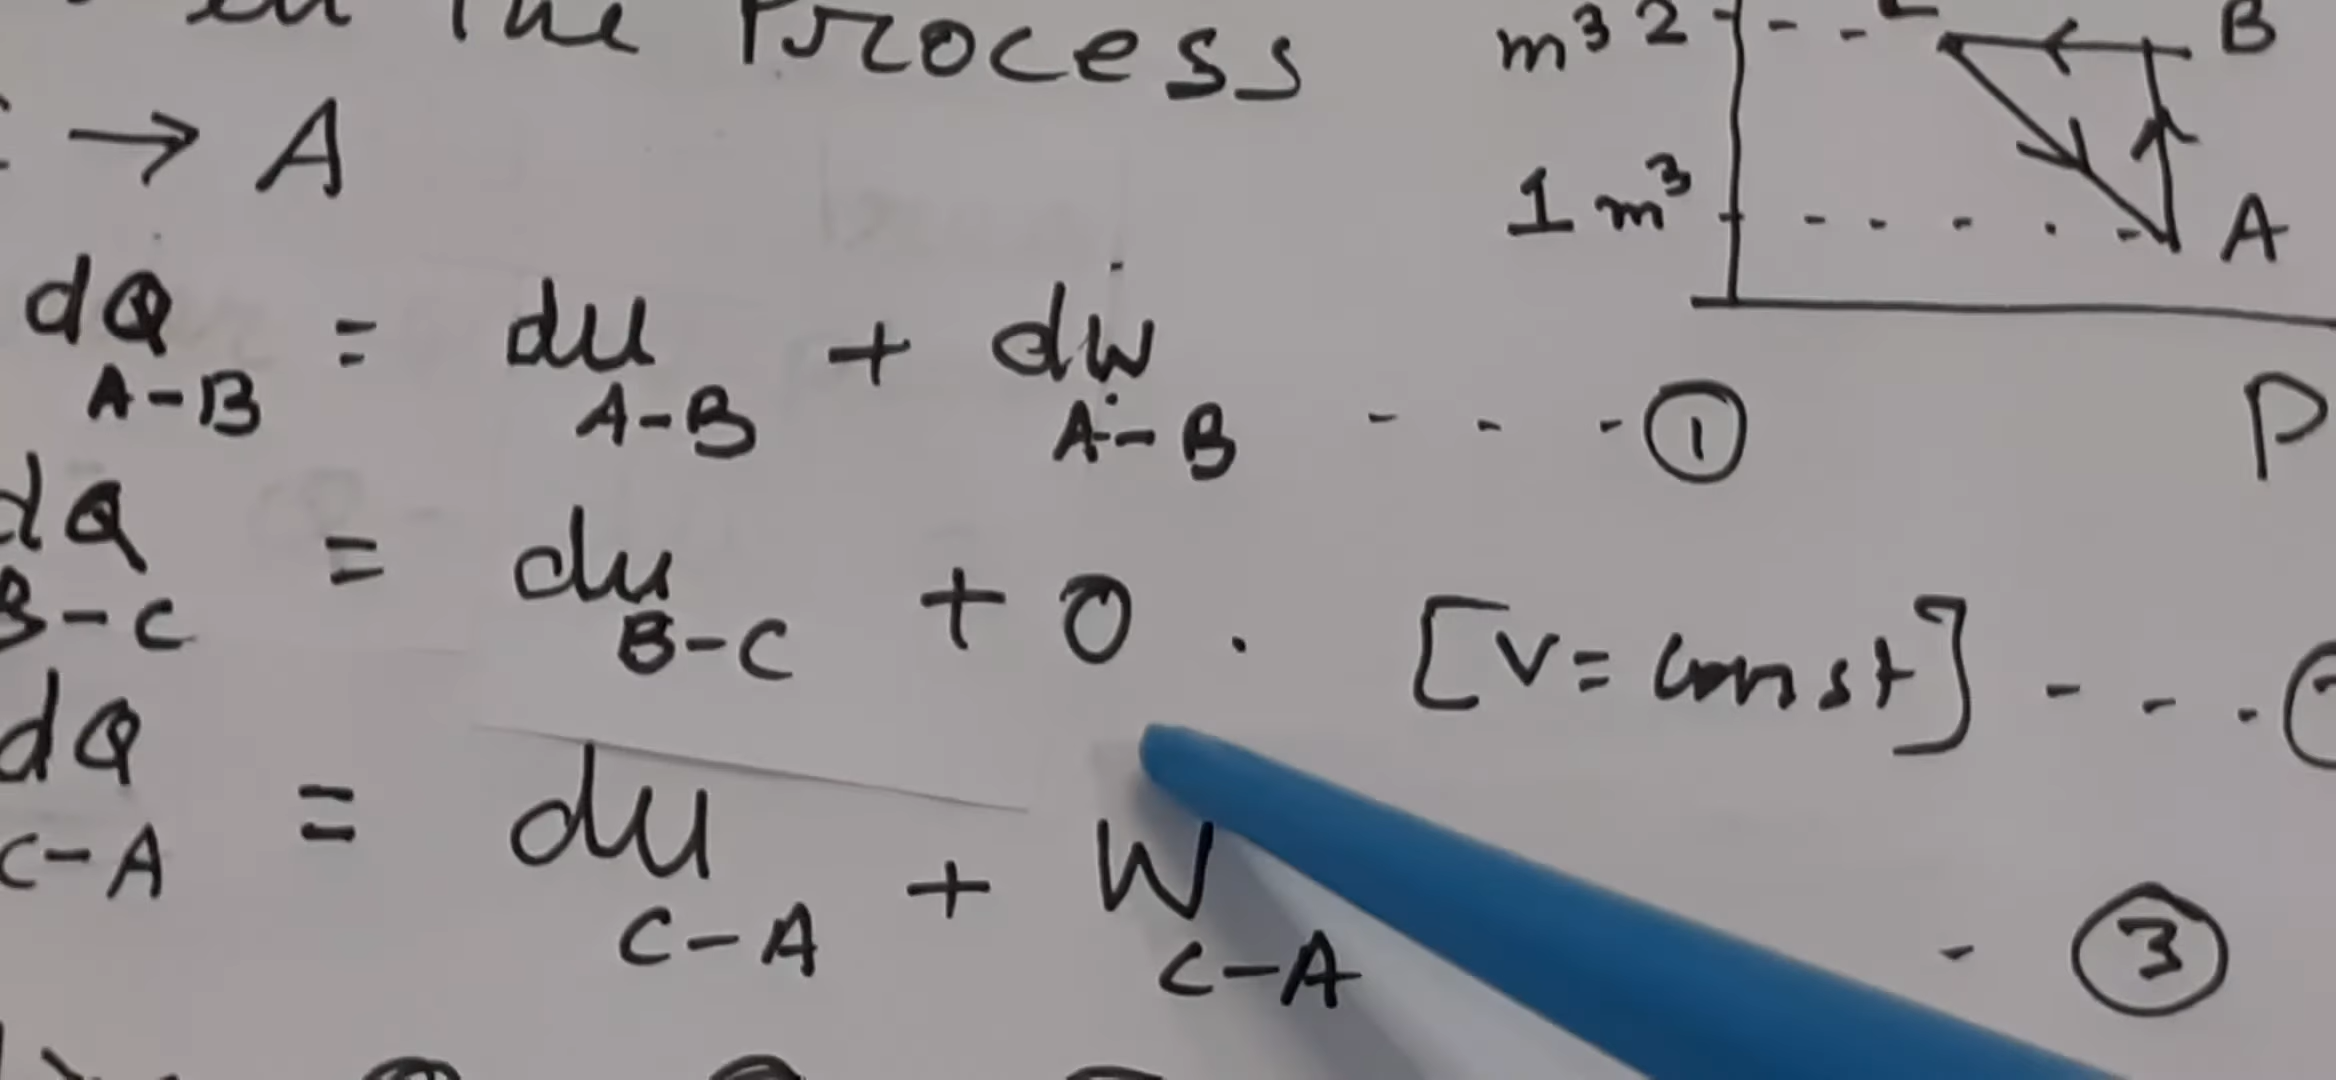 the Process
→ A
m³ 2 B
1 m³ A
P
dQ A-B = du A-B + dw A-B - - - ①
dQ B-C = du B-C + 0 . [V = Const] - - -
dQ C-A = du C-A + W C-A - ③